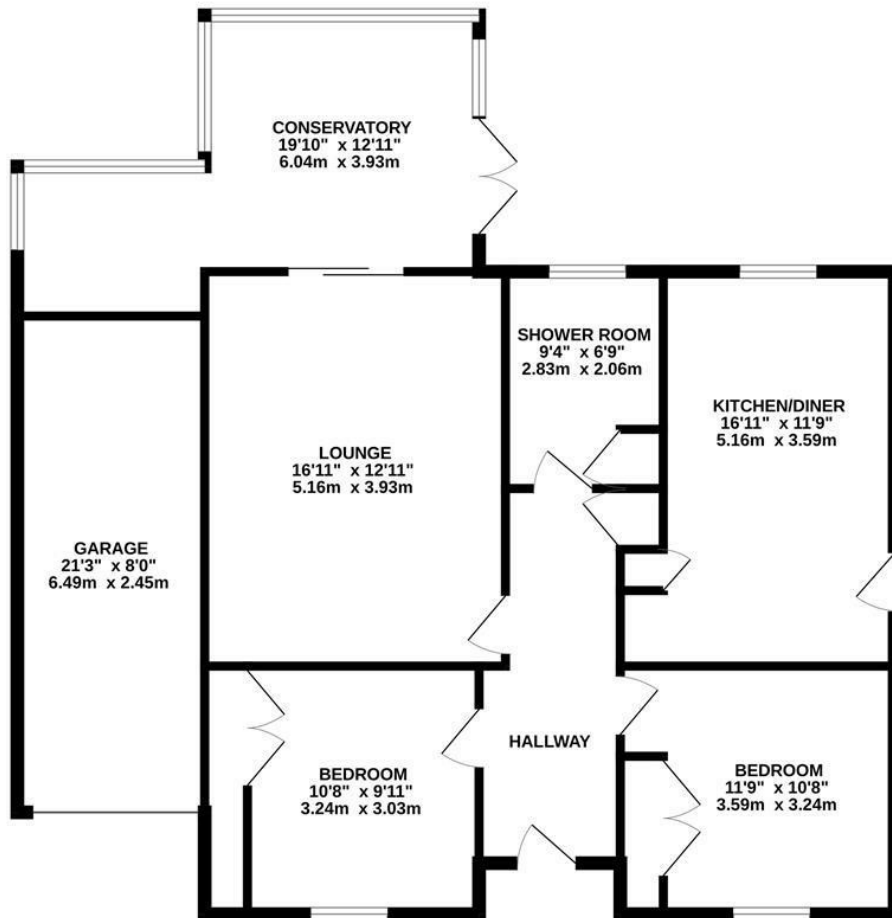 CONSERVATORY
19'10" x 12'11"
6.04m x 3.93m
SHOWER ROOM
9'4" x 6'9"
2.83m x 2.06m
KITCHEN/DINER
16'11" x 11'9"
5.16m x 3.59m
LOUNGE
16'11" x 12'11"
5.16m x 3.93m
GARAGE
21'3" x 8'0"
6.49m x 2.45m
HALLWAY
BEDROOM
10'8" x 9'11"
3.24m x 3.03m
BEDROOM
11'9" x 10'8
3.59m x 3.24m